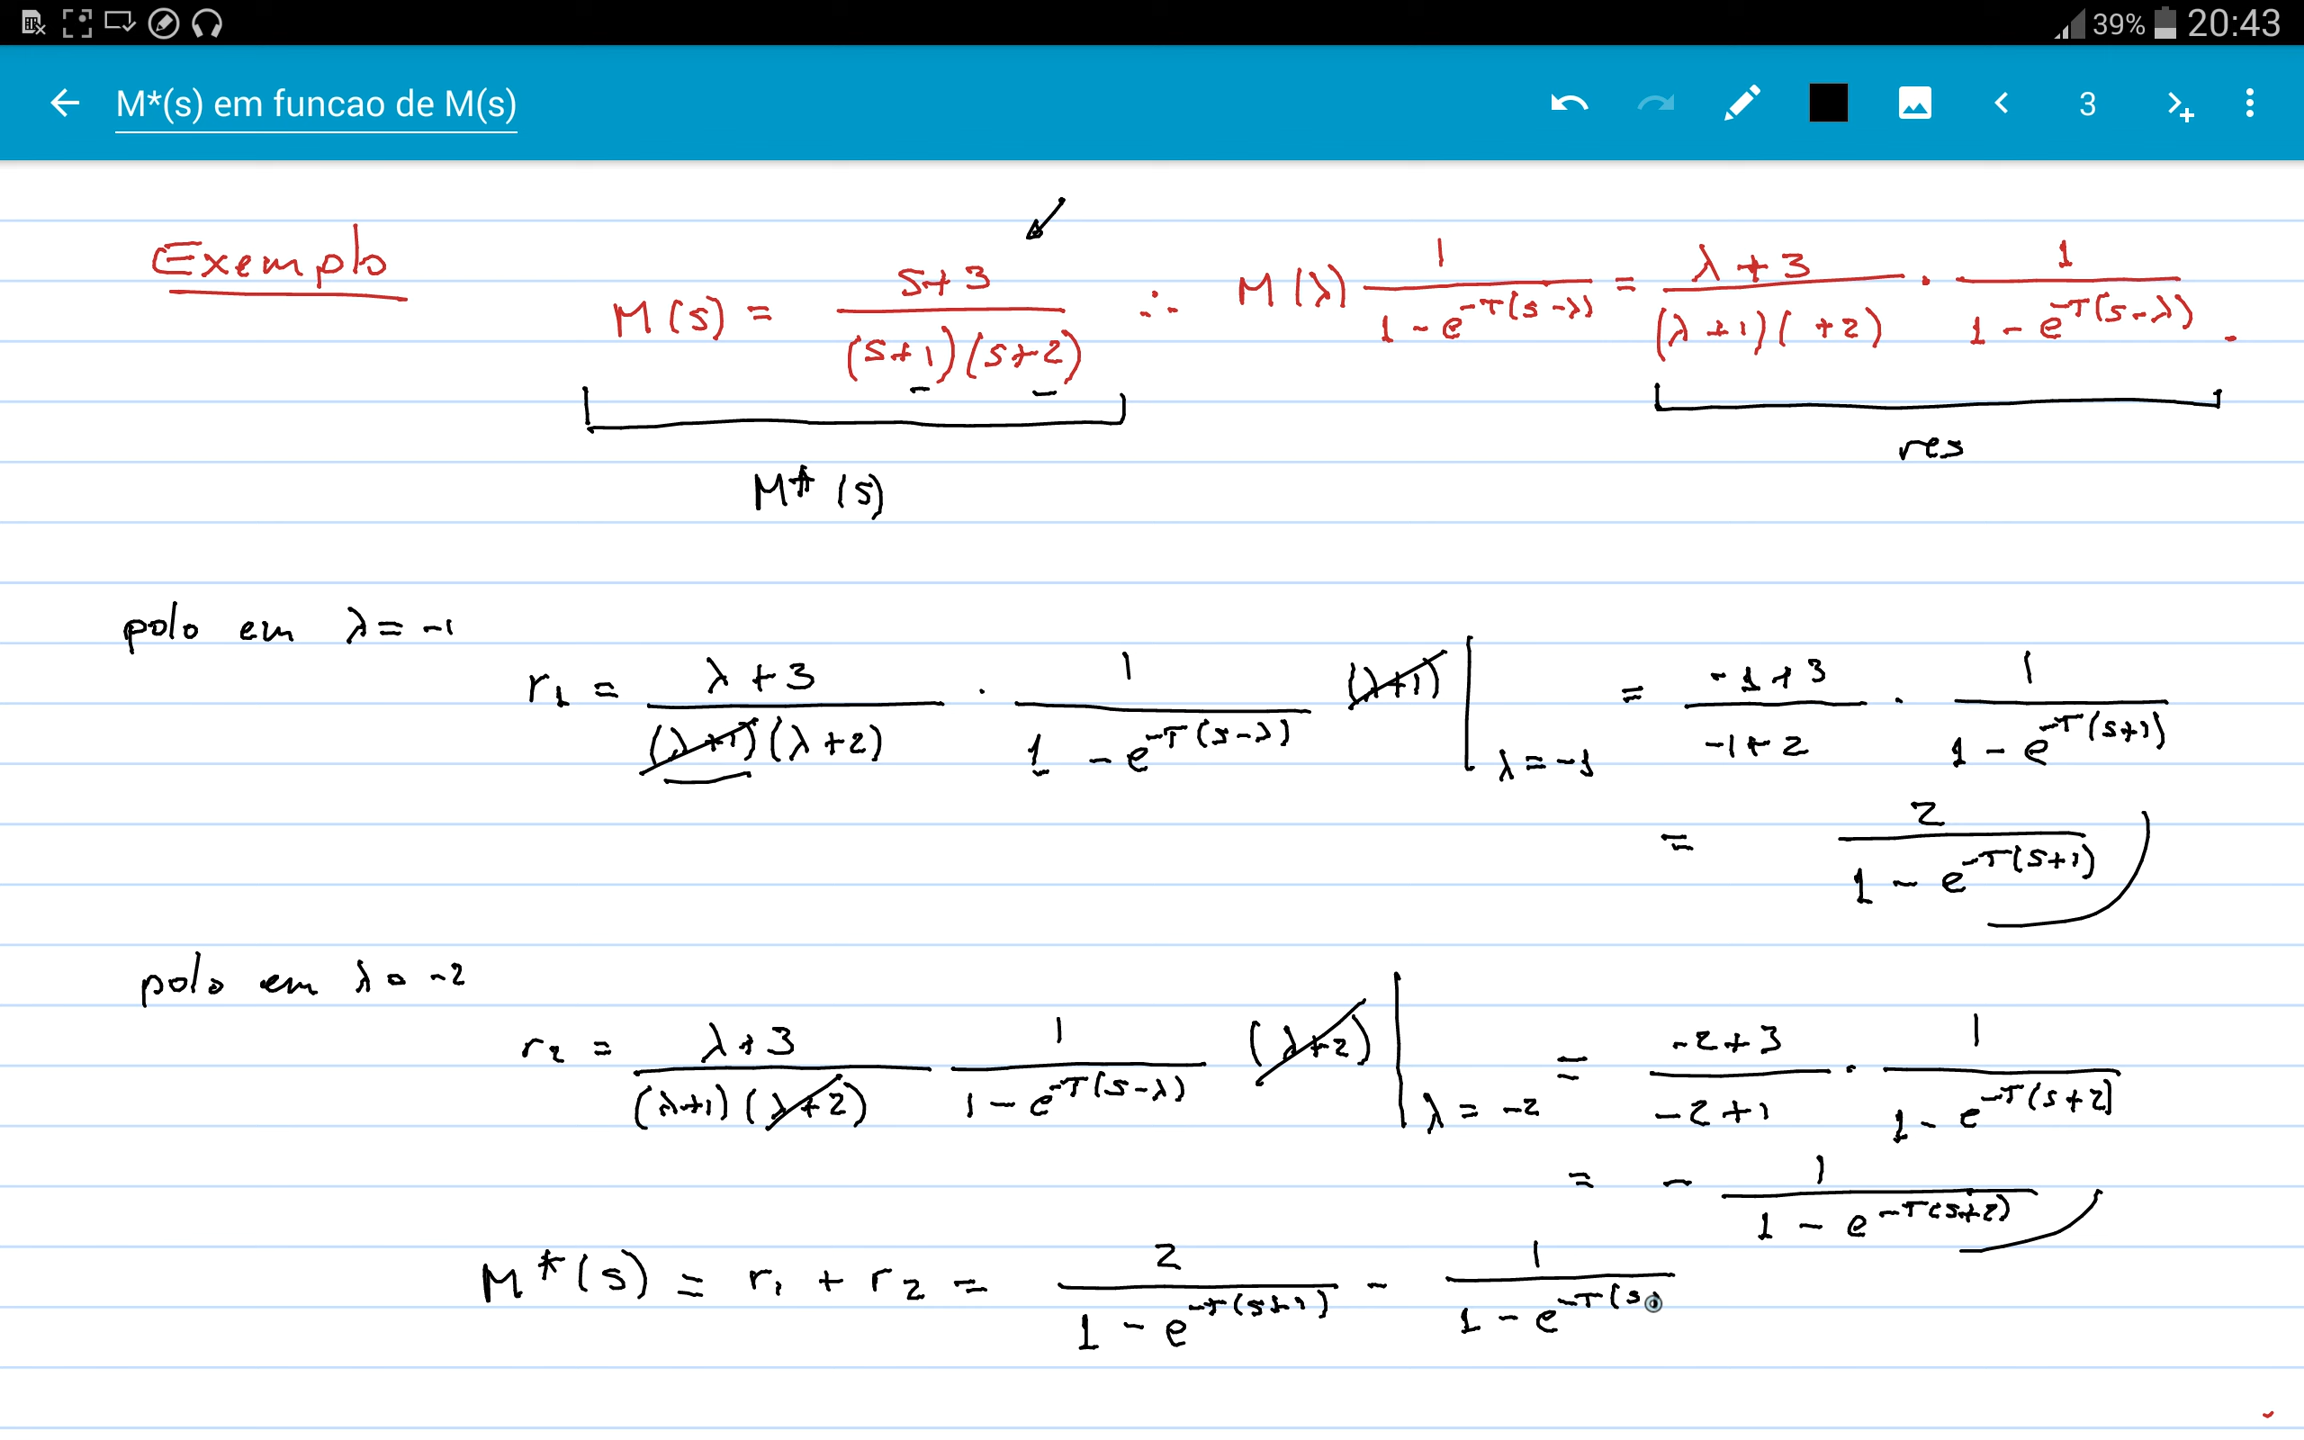 39% 20:43
M*(s) em funcao de M(s) 3
Exemplo
M(s) = (s+3)/((s+1)(s+2)) ∴ M(λ) 1/(1 - e^{-T(s-λ)}) = (λ+3)/((λ+1)( +2)) · 1/(1 - e^{-T(s-λ)}) .
M*(s) res
polo em λ = -1
r1 = (λ+3)/((λ+1)(λ+2)) · 1/(1 - e^{-T(s-λ)}) (λ+1) | λ = -1 = (-1+3)/(-1+2) · 1/(1 - e^{-T(s+1)})
= 2/(1 - e^{-T(s+1)})
polo em λ = -2
r2 = (λ+3)/((λ+1)(λ+2)) 1/(1 - e^{-T(s-λ)}) (λ+2) | λ = -2 = (-2+3)/(-2+1) · 1/(1 - e^{-T(s+2)})
= - 1/(1 - e^{-T(s+2)})
M*(s) = r1 + r2 = 2/(1 - e^{-T(s+1)}) - 1/(1 - e^{-T(s